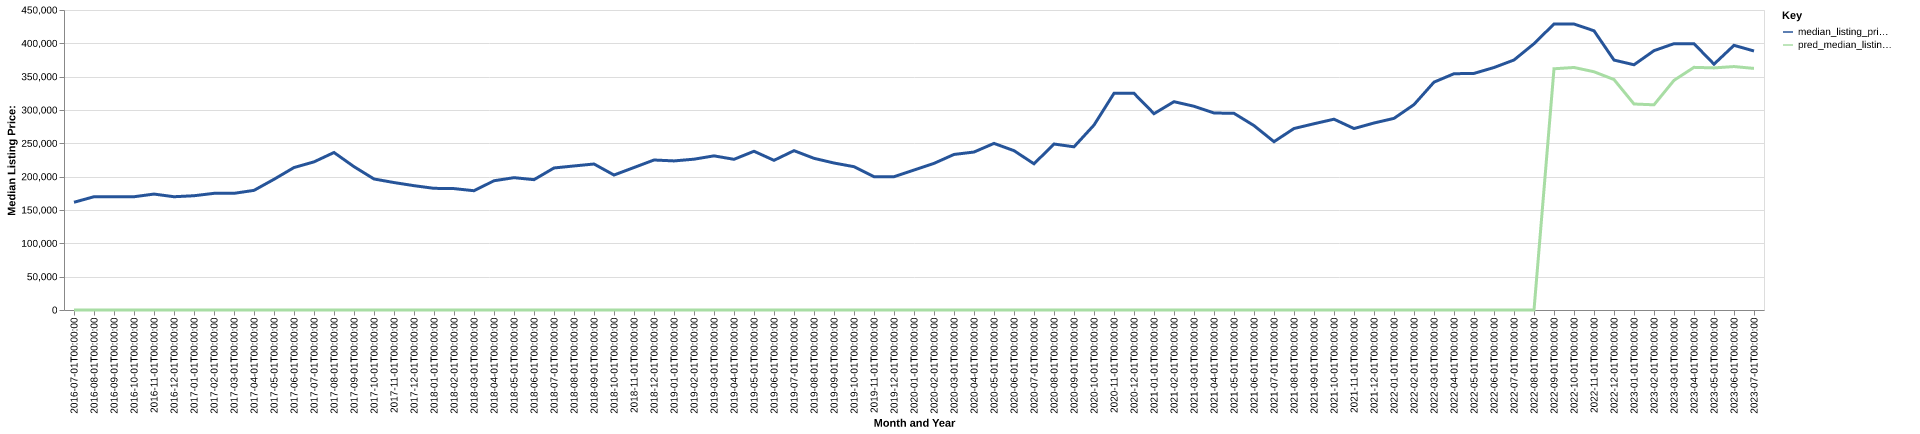 450,000
400,000
350,000
300,000
250,000
200,000
150,000
100,000
50,000
0
Median Listing Price:
2016-07-01T00:00:00
2016-08-01T00:00:00
2016-09-01T00:00:00
2016-10-01T00:00:00
2016-11-01T00:00:00
2016-12-01T00:00:00
2017-01-01T00:00:00
2017-02-01T00:00:00
2017-03-01T00:00:00
2017-04-01T00:00:00
2017-05-01T00:00:00
2017-06-01T00:00:00
2017-07-01T00:00:00
2017-08-01T00:00:00
2017-09-01T00:00:00
2017-10-01T00:00:00
2017-11-01T00:00:00
2017-12-01T00:00:00
2018-01-01T00:00:00
2018-02-01T00:00:00
2018-03-01T00:00:00
2018-04-01T00:00:00
2018-05-01T00:00:00
2018-06-01T00:00:00
2018-07-01T00:00:00
2018-08-01T00:00:00
2018-09-01T00:00:00
2018-10-01T00:00:00
2018-11-01T00:00:00
2018-12-01T00:00:00
2019-01-01T00:00:00
2019-02-01T00:00:00
2019-03-01T00:00:00
2019-04-01T00:00:00
2019-05-01T00:00:00
2019-06-01T00:00:00
2019-07-01T00:00:00
2019-08-01T00:00:00
2019-09-01T00:00:00
2019-10-01T00:00:00
2019-11-01T00:00:00
2019-12-01T00:00:00
2020-01-01T00:00:00
2020-02-01T00:00:00
2020-03-01T00:00:00
2020-04-01T00:00:00
2020-05-01T00:00:00
2020-06-01T00:00:00
2020-07-01T00:00:00
2020-08-01T00:00:00
2020-09-01T00:00:00
2020-10-01T00:00:00
2020-11-01T00:00:00
2020-12-01T00:00:00
2021-01-01T00:00:00
2021-02-01T00:00:00
2021-03-01T00:00:00
2021-04-01T00:00:00
2021-05-01T00:00:00
2021-06-01T00:00:00
2021-07-01T00:00:00
2021-08-01T00:00:00
2021-09-01T00:00:00
2021-10-01T00:00:00
2021-11-01T00:00:00
2021-12-01T00:00:00
2022-01-01T00:00:00
2022-02-01T00:00:00
2022-03-01T00:00:00
2022-04-01T00:00:00
2022-05-01T00:00:00
2022-06-01T00:00:00
2022-07-01T00:00:00
2022-08-01T00:00:00
2022-09-01T00:00:00
2022-10-01T00:00:00
2022-11-01T00:00:00
2022-12-01T00:00:00
2023-01-01T00:00:00
2023-02-01T00:00:00
2023-03-01T00:00:00
2023-04-01T00:00:00
2023-05-01T00:00:00
2023-06-01T00:00:00
2023-07-01T00:00:00
Month and Year
Key
median_listing_pri...
pred_median_listin...